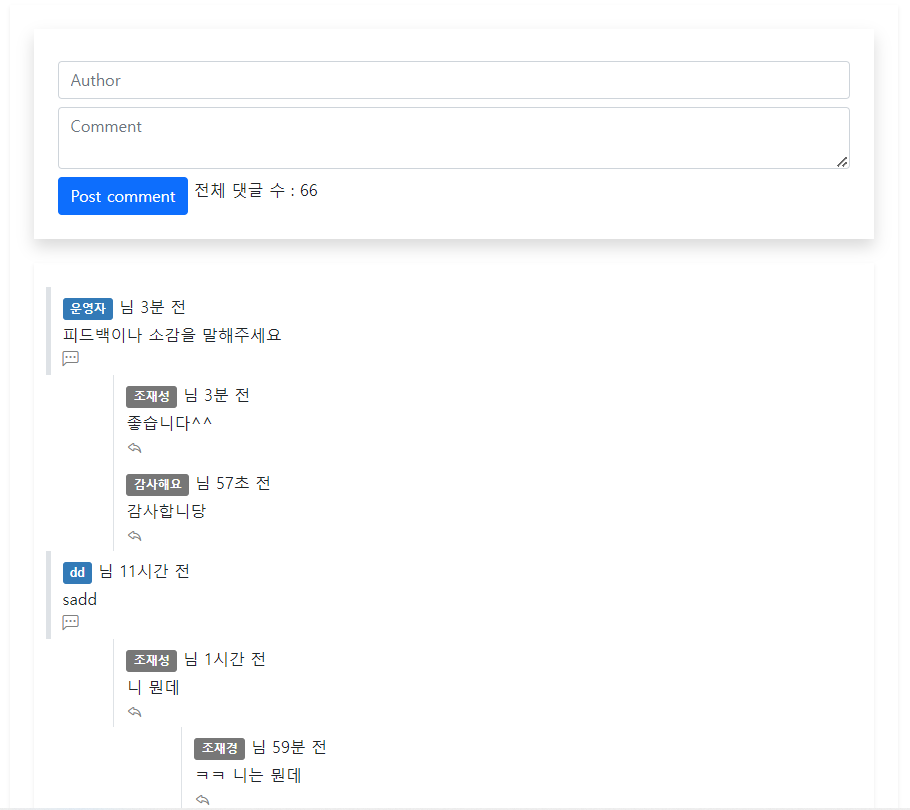 Author
Comment
Post comment 전체 댓글 수 : 66
운영자 님 3분 전
피드백이나 소감을 말해주세요
조재성 님 3분 전
좋습니다^^
감사해요 님 57초 전
감사합니당
dd 님 11시간 전
sadd
조재성 님 1시간 전
니 뭔데
조재경 님 59분 전
ㅋㅋ 니는 뭔데